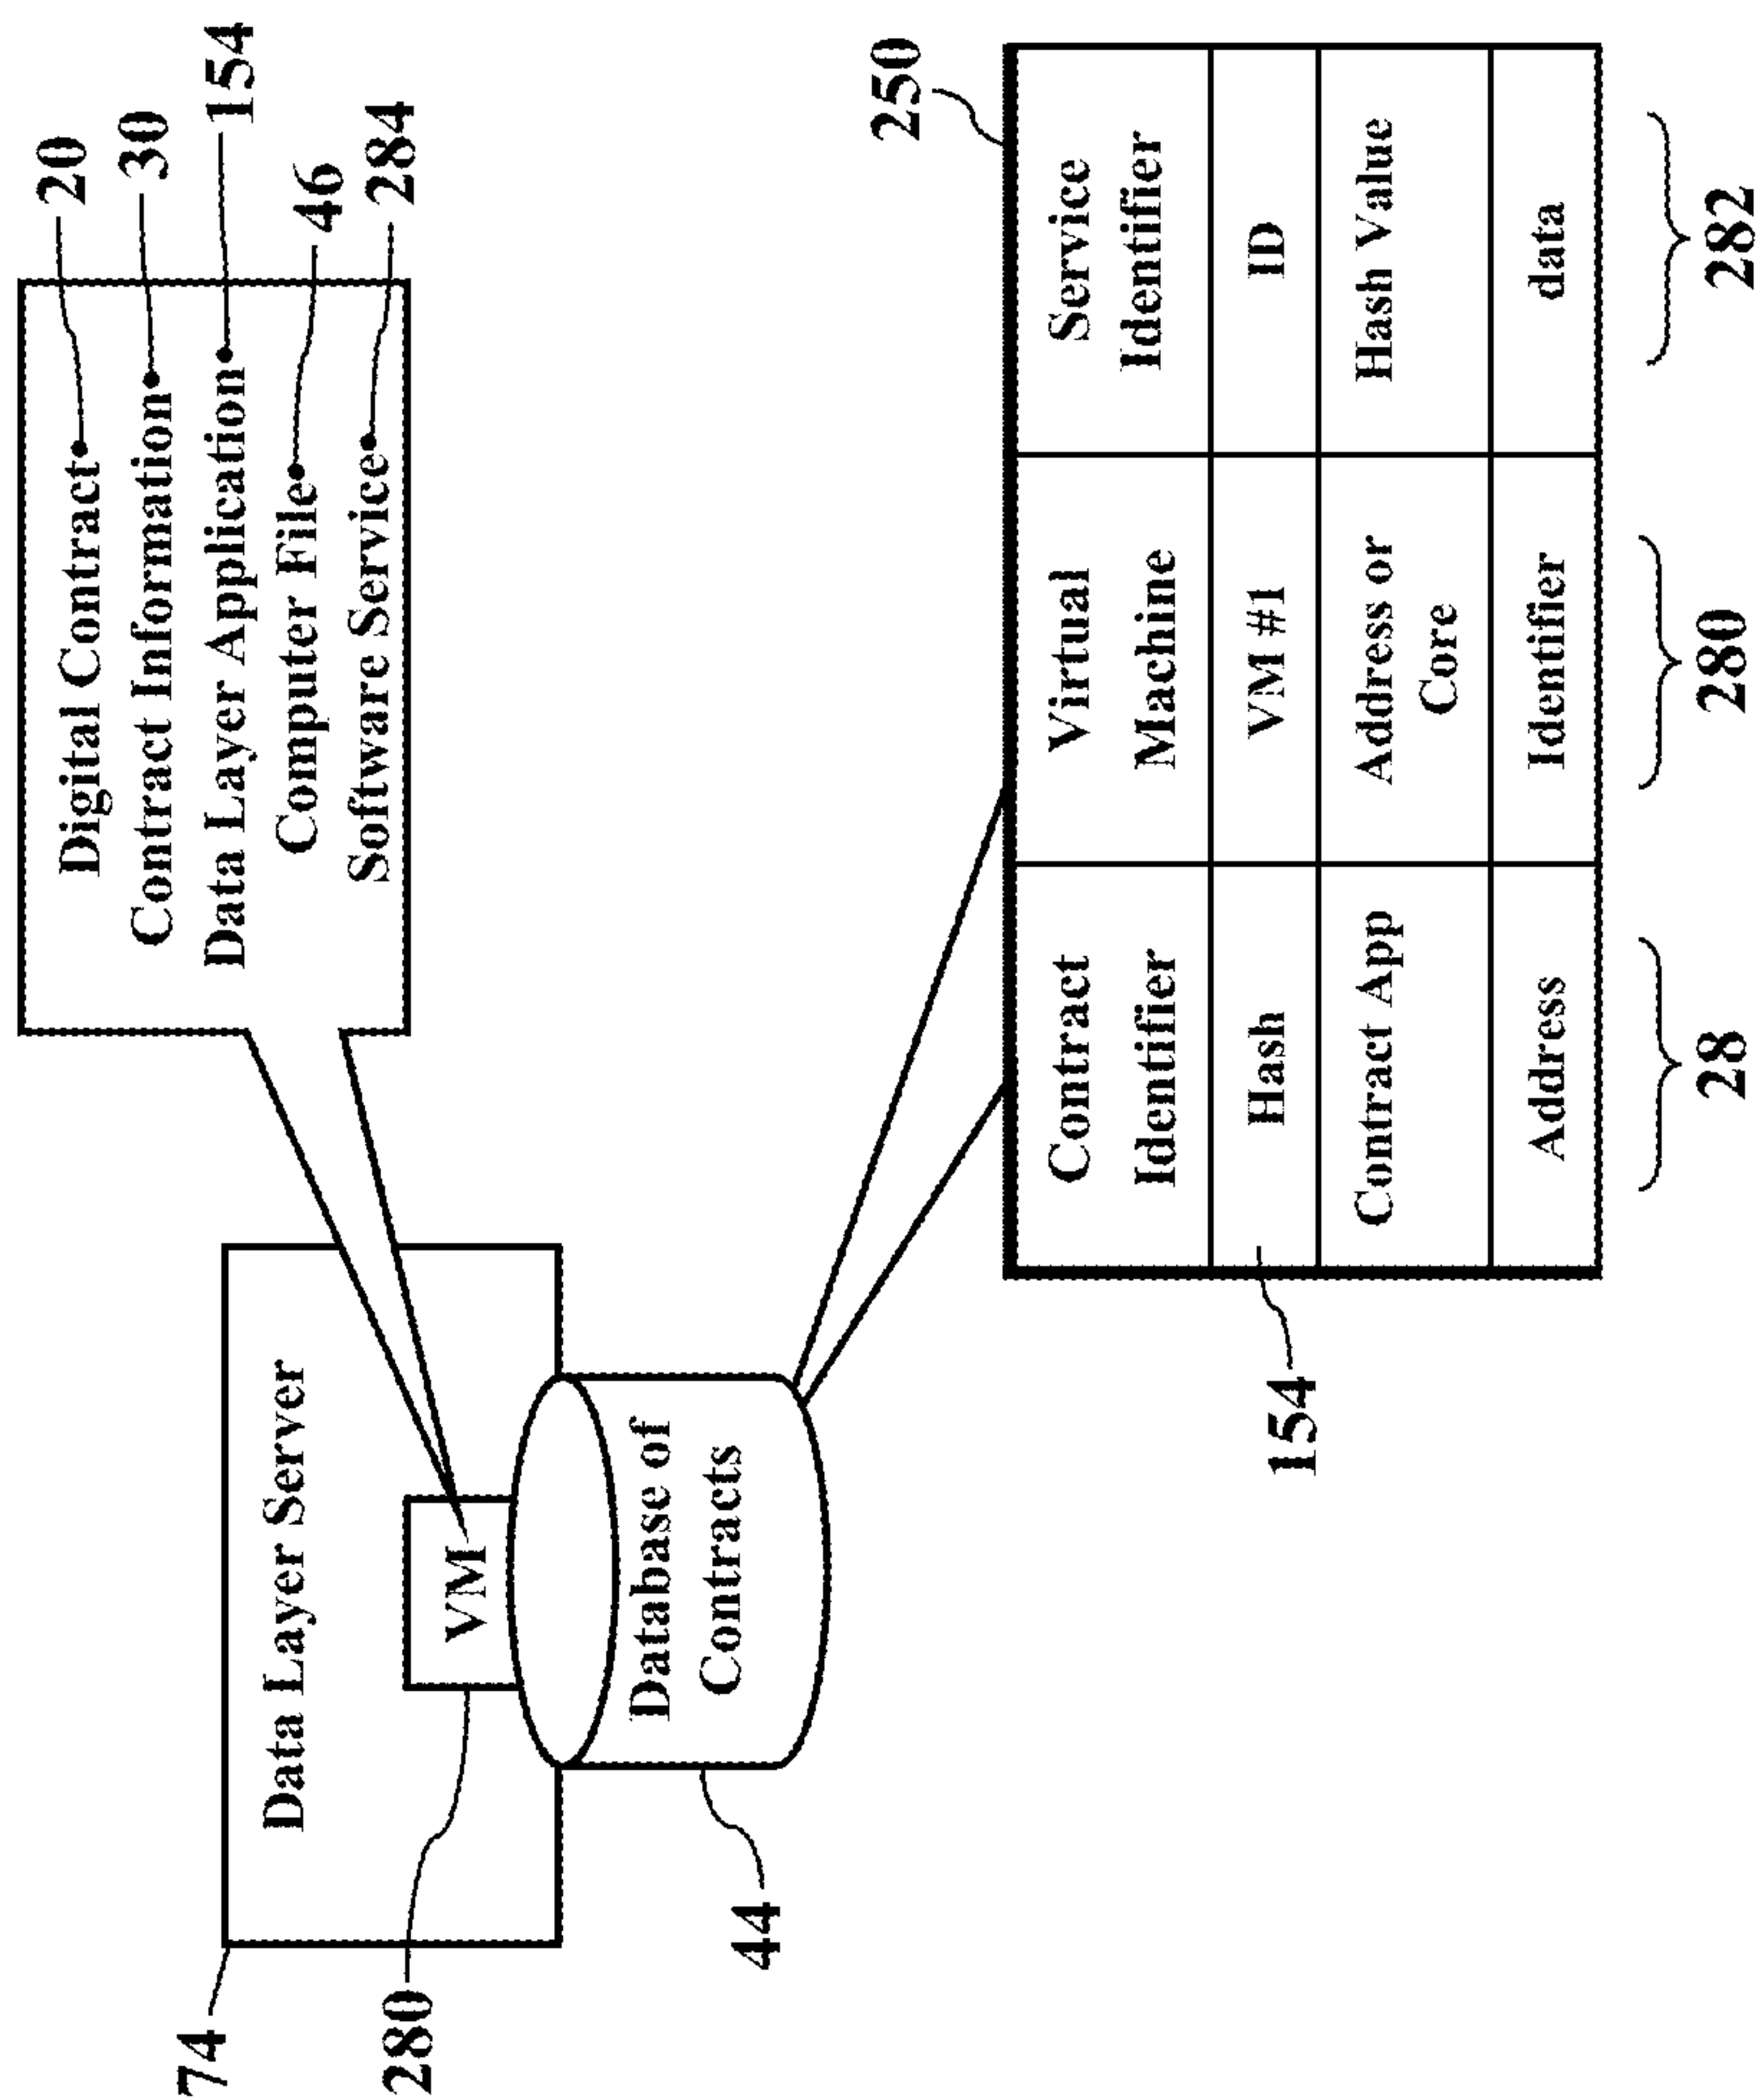 20
Digital Contract
30
Contract Information
154
Data Layer Application
46
Computer File
284
Software Service
74
Data Layer Server
280
VM
Database of
Contracts
44
250
Contract
Identifier
Virtual
Machine
Service
Identifier
Hash
VM #1
ID
154
Contract App
Address or
Core
Hash Value
Address
Identifier
data
28
280
282